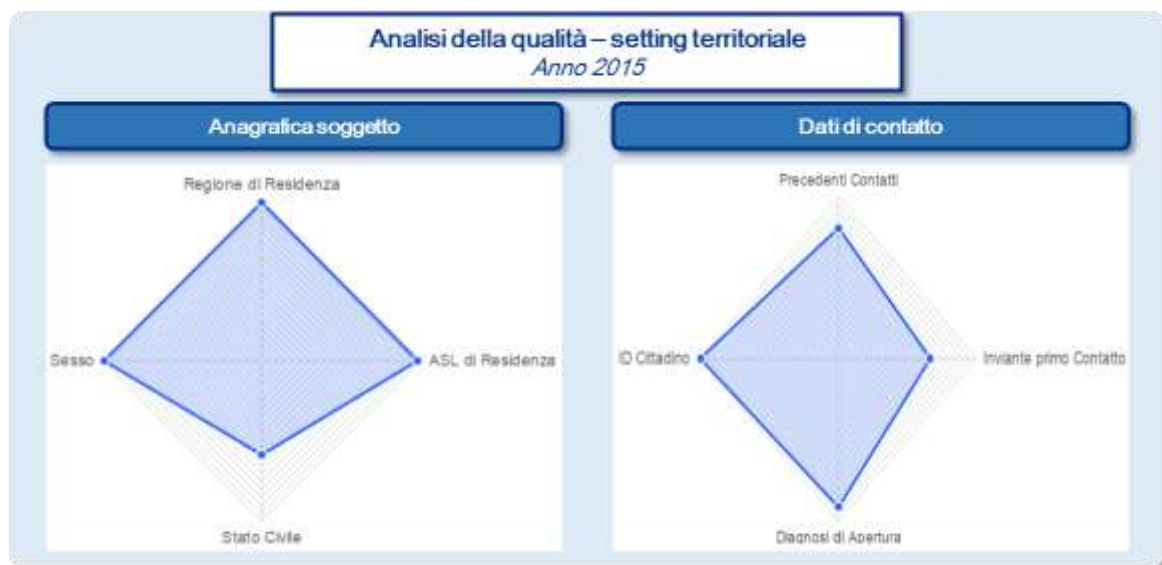 Analisi della qualità – setting territoriale
Anno 2015
Anagrafica soggetto
Dati di contatto
Regione di Residenza
Sesso
ASL di Residenza
Stato Civile
Precedenti Contatti
ID Cittadino
Inviante primo Contatto
Diagnosi di Apertura